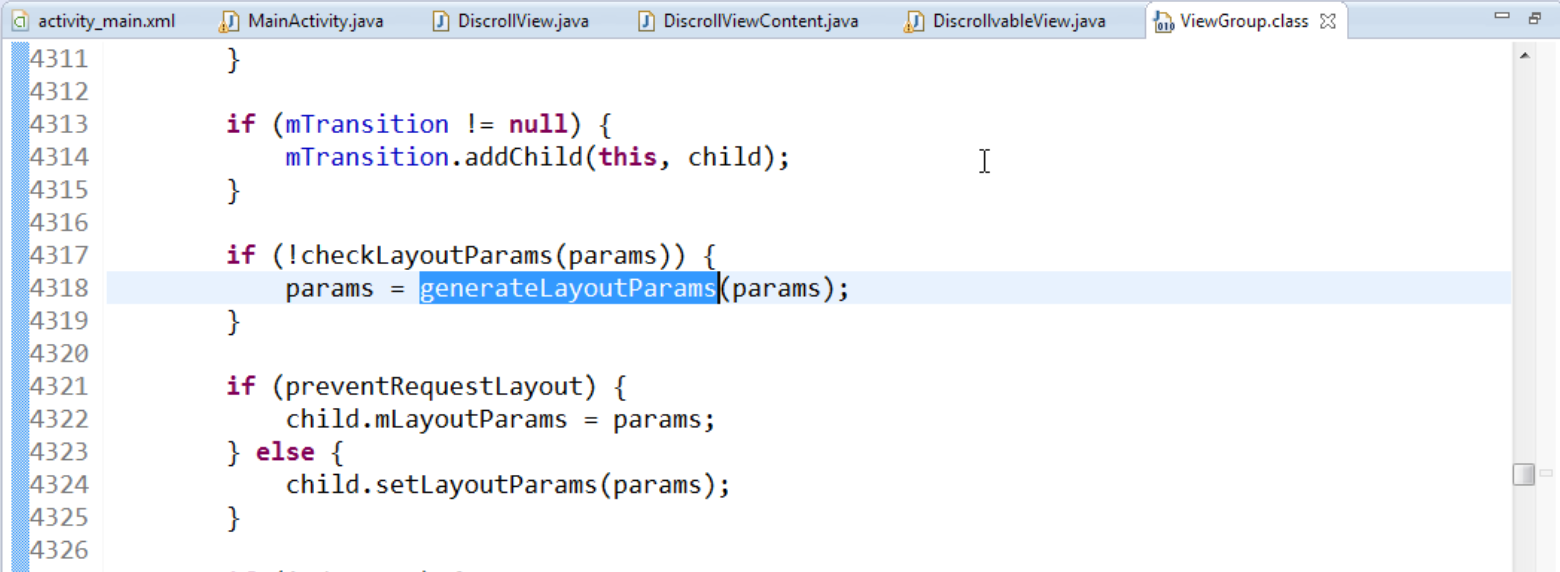 activity_main.xml MainActivity.java DiscrollView.java DiscrollViewContent.java DiscrollvableView.java ViewGroup.class
4311 }
4312
4313 if (mTransition != null) {
4314 mTransition.addChild(this, child);
4315 }
4316
4317 if (!checkLayoutParams(params)) {
4318 params = generateLayoutParams(params);
4319 }
4320
4321 if (preventRequestLayout) {
4322 child.mLayoutParams = params;
4323 } else {
4324 child.setLayoutParams(params);
4325 }
4326